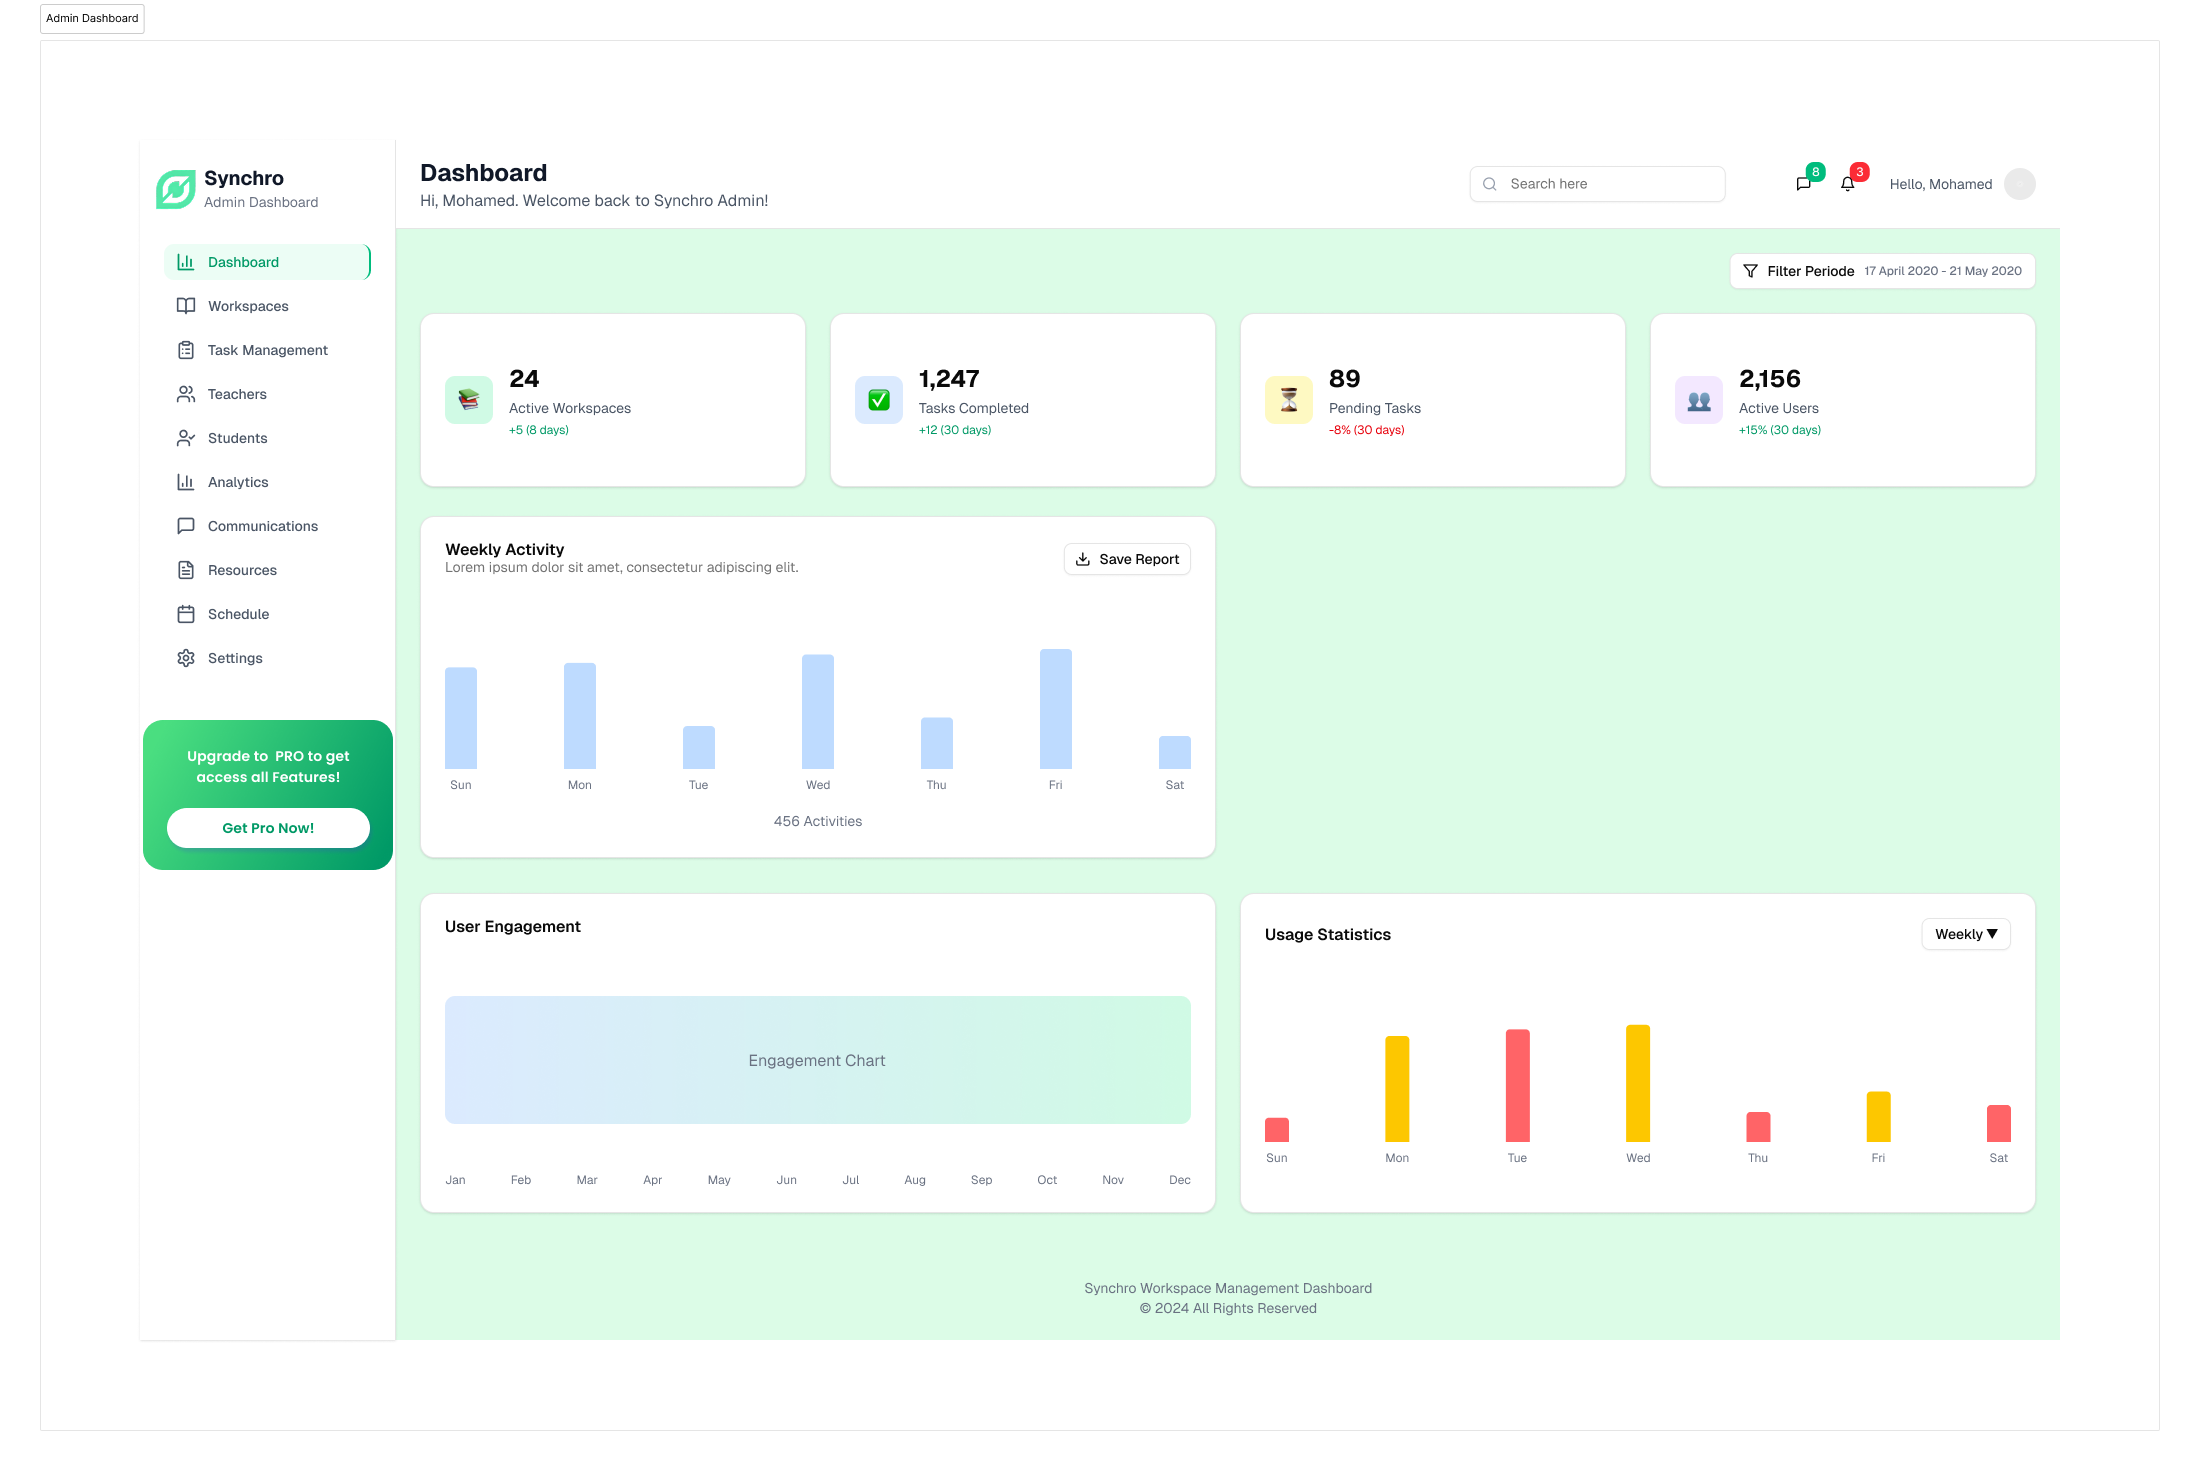 Admin Dashboard
Synchro
Admin Dashboard
Dashboard
Workspaces
Task Management
Teachers
Students
Analytics
Communications
Resources
Schedule
Settings
Upgrade to PRO to get
access all Features!
Get Pro Now!
Dashboard
Hi, Mohamed. Welcome back to Synchro Admin!
Search here
8
3
Hello, Mohamed
Filter Periode 17 April 2020 - 21 May 2020
24
Active Workspaces
+5 (8 days)
1,247
Tasks Completed
+12 (30 days)
89
Pending Tasks
-8% (30 days)
2,156
Active Users
+15% (30 days)
Weekly Activity
Lorem ipsum dolor sit amet, consectetur adipiscing elit.
Save Report
Sun Mon Tue Wed Thu Fri Sat
456 Activities
User Engagement
Engagement Chart
Jan Feb Mar Apr May Jun Jul Aug Sep Oct Nov Dec
Usage Statistics
Weekly ▼
Sun Mon Tue Wed Thu Fri Sat
Synchro Workspace Management Dashboard
© 2024 All Rights Reserved